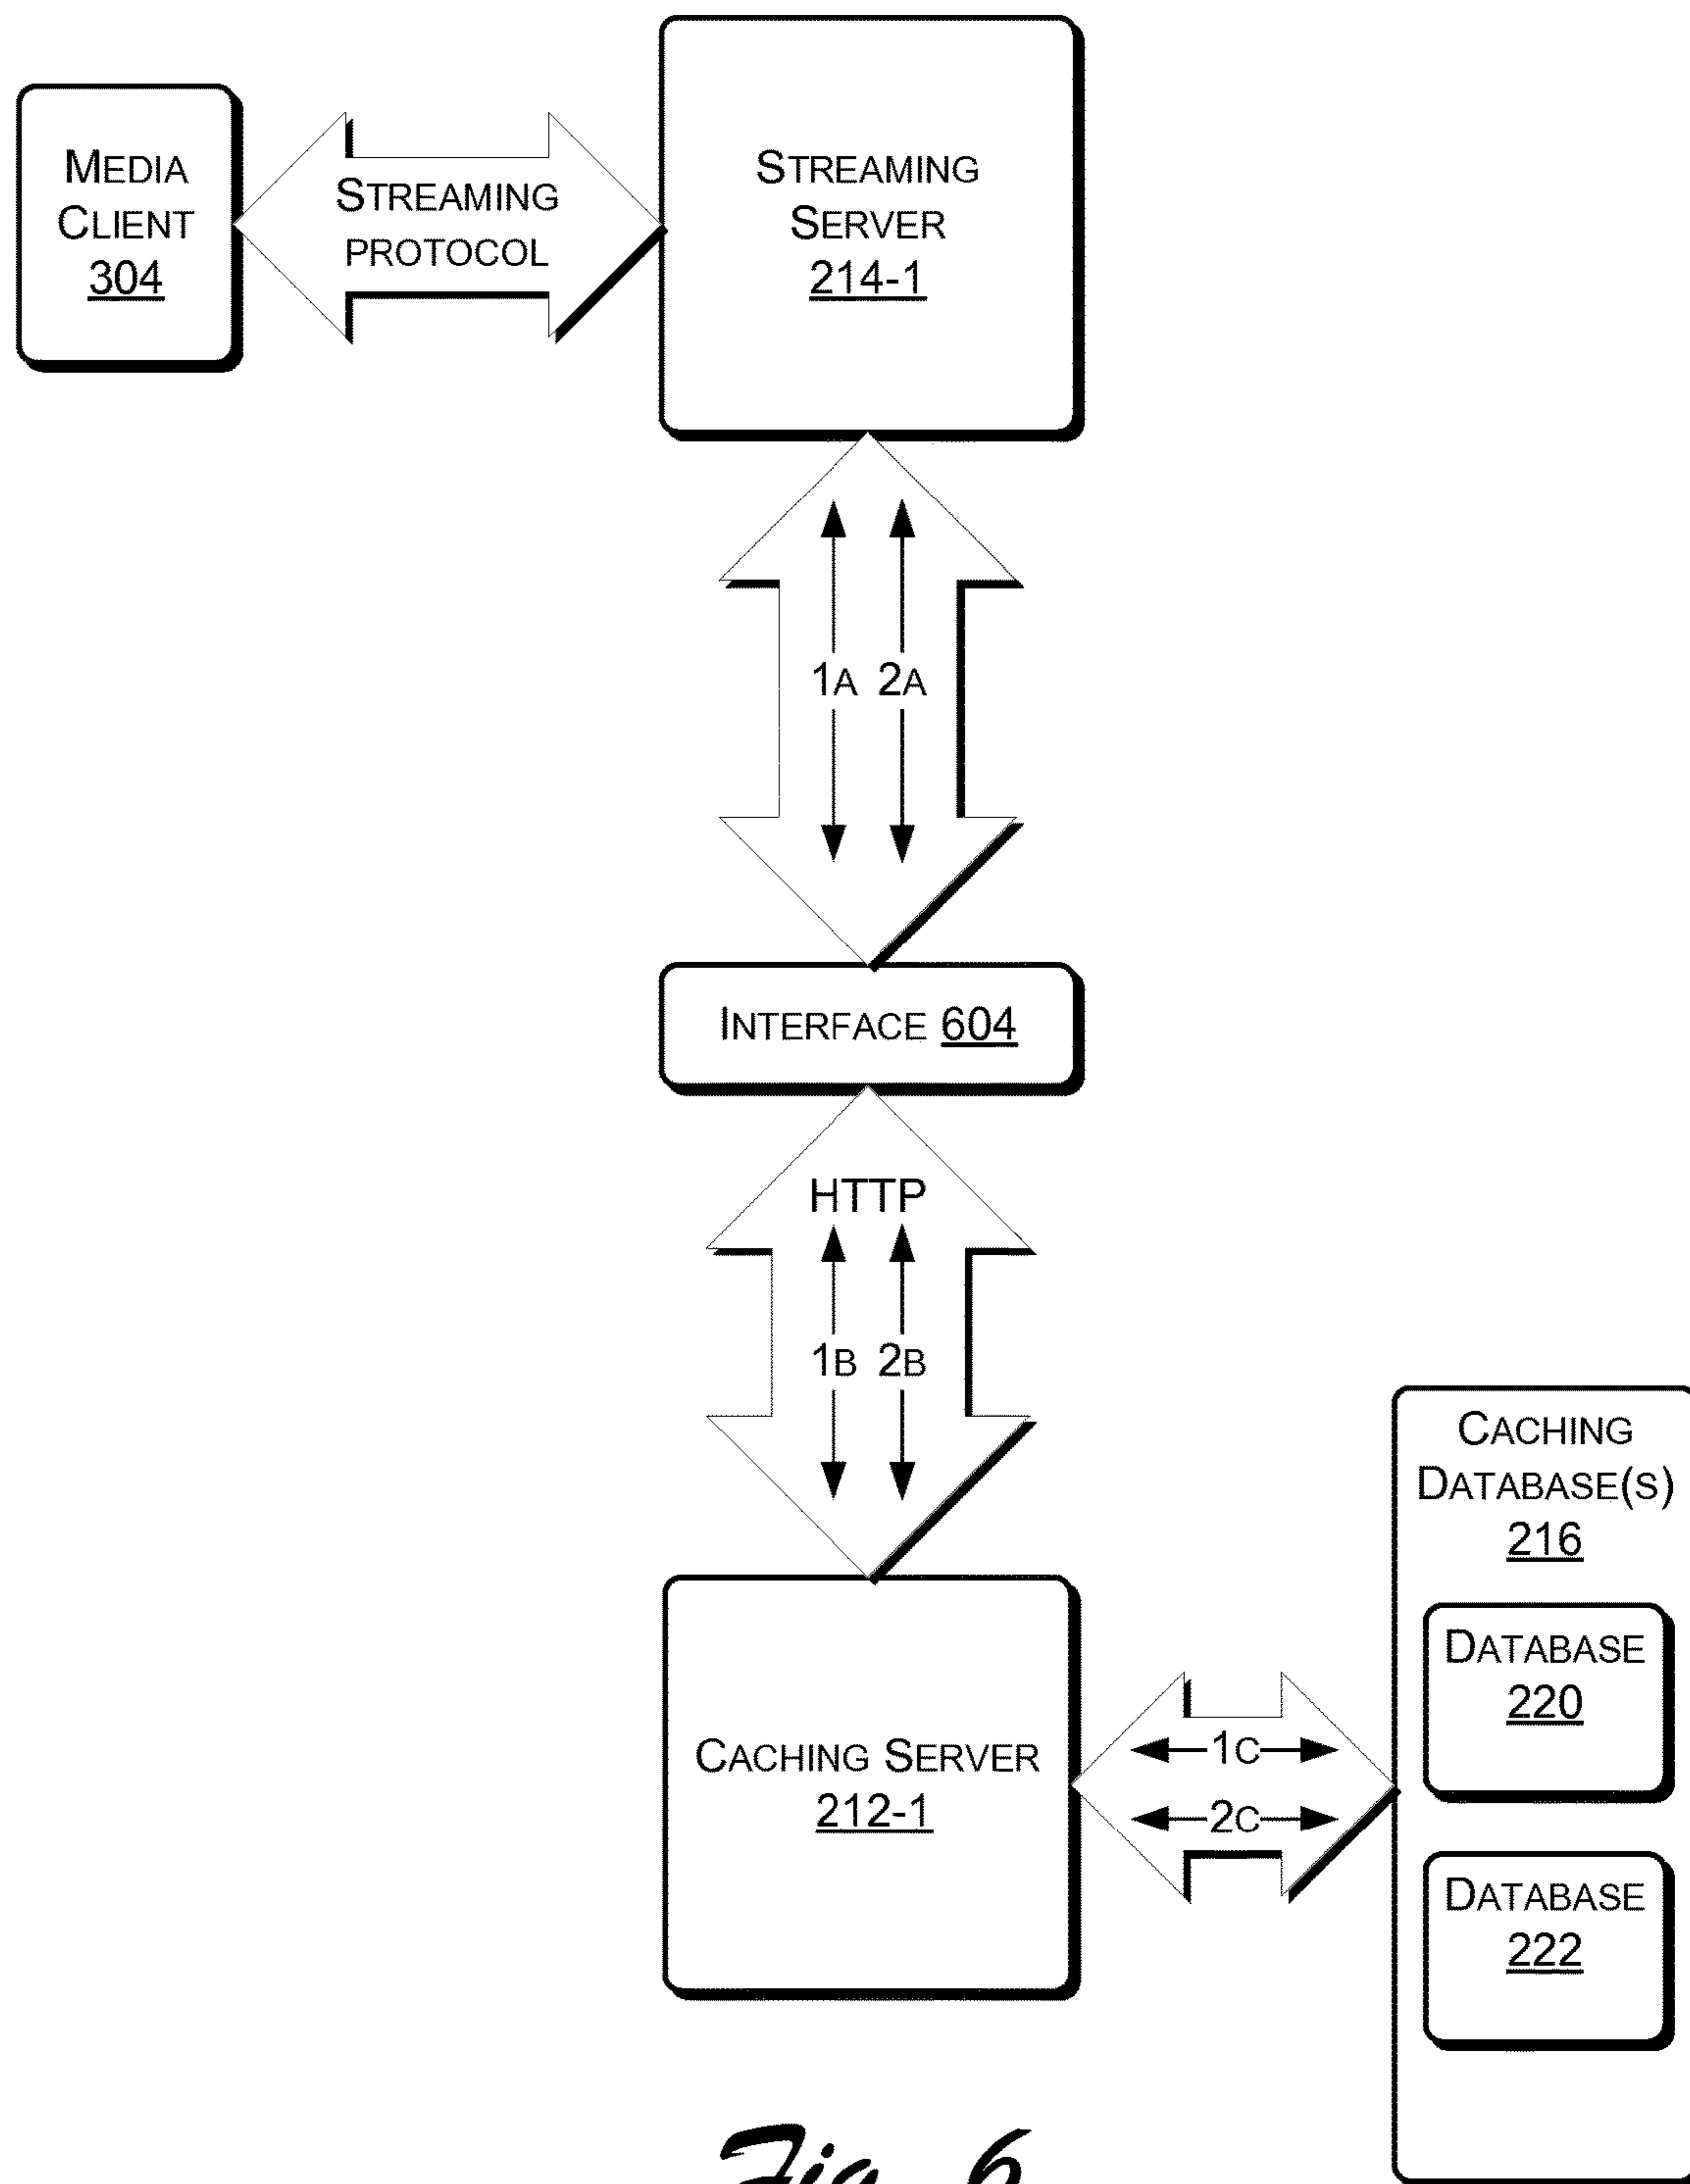 MEDIA
CLIENT
304
STREAMING
PROTOCOL
STREAMING
SERVER
214-1
1A 2A
INTERFACE 604
HTTP
1B 2B
CACHING SERVER
212-1
1C
2C
CACHING
DATABASE(S)
216
DATABASE
220
DATABASE
222
Fig. 6